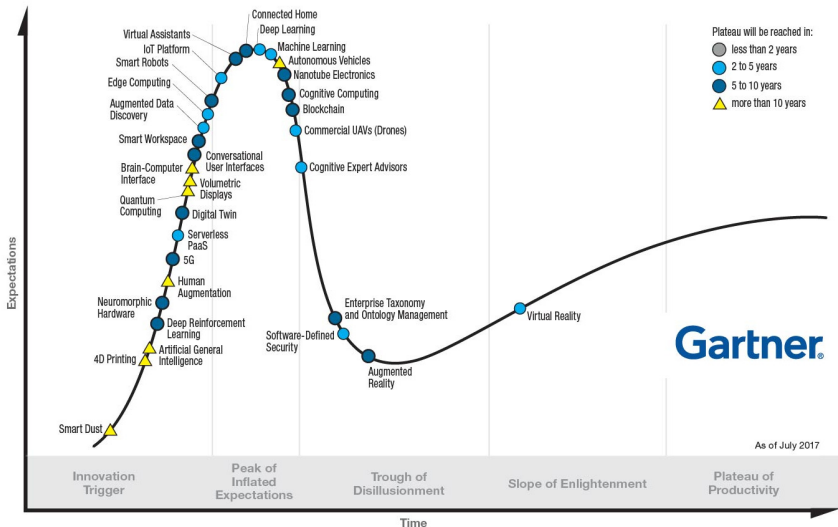 Connected Home
Deep Learning
Virtual Assistants
Machine Learning
IoT Platform
Autonomous Vehicles
Smart Robots
Nanotube Electronics
Edge Computing
Cognitive Computing
Augmented Data
Discovery
Blockchain
Commercial UAVs (Drones)
Smart Workspace
Conversational
User Interfaces
Cognitive Expert Advisors
Brain-Computer
Interface
Volumetric
Displays
Quantum
Computing
Digital Twin
Serverless
PaaS
5G
Human
Augmentation
Neuromorphic
Hardware
Deep Reinforcement
Learning
Artificial General
Intelligence
4D Printing
Smart Dust
Enterprise Taxonomy
and Ontology Management
Software-Defined
Security
Augmented
Reality
Virtual Reality
Plateau will be reached in:
less than 2 years
2 to 5 years
5 to 10 years
more than 10 years
Gartner®
As of July 2017
Expectations
Innovation
Trigger
Peak of
Inflated
Expectations
Trough of
Disillusionment
Slope of Enlightenment
Plateau of
Productivity
Time